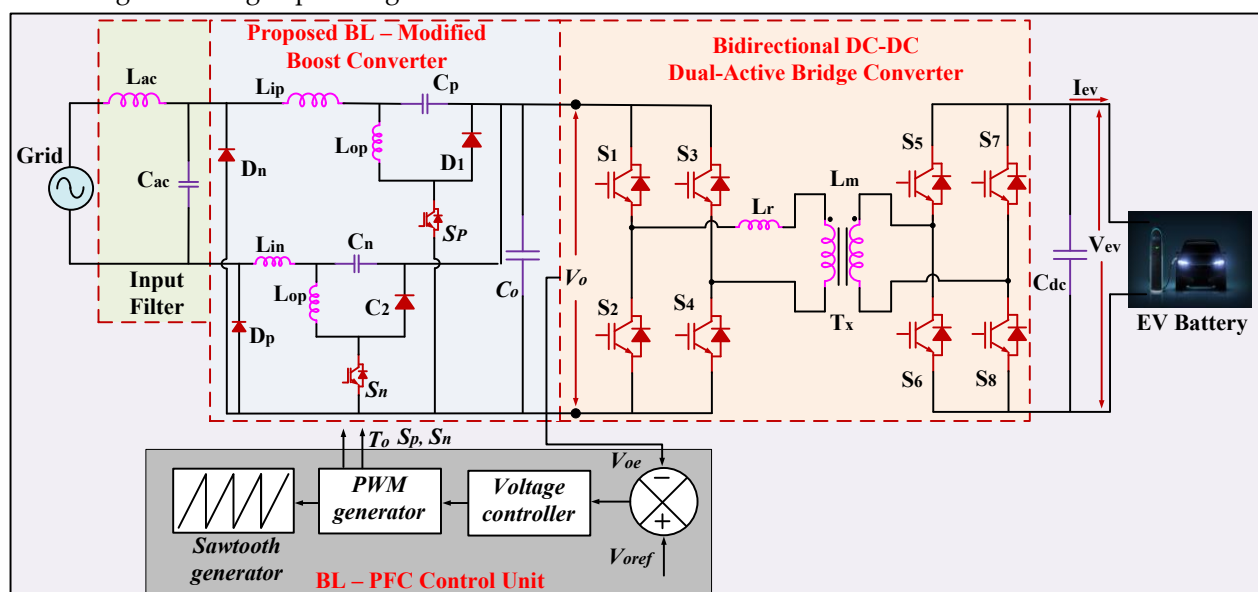 Proposed BL – Modified
Boost Converter
Bidirectional DC-DC
Dual-Active Bridge Converter
Lac
Lip
Cp
Iev
Lop
D1
S1
S3
S5
S7
Grid
Cac
Dn
Lm
Lr
SP
Lin
Cn
Co
Vo
Vev
Input
Filter
Lop
C2
S2
S4
Tx
Cdc
Dp
EV Battery
Sn
S6
S8
To Sp, Sn
Voe
PWM
generator
Voltage
controller
−
+
Sawtooth
generator
Voref
BL – PFC Control Unit